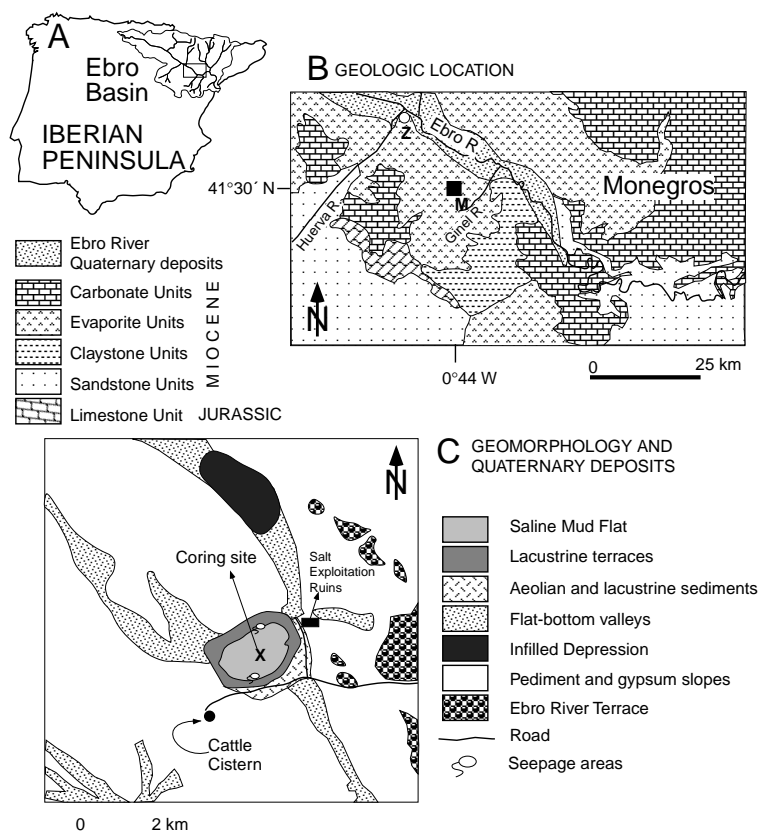 A
Ebro
Basin
IBERIAN
PENINSULA
B GEOLOGIC LOCATION
41°30´ N
Z
Ebro R.
Monegros
M
Huerva R.
Ginel R.
N
0°44 W
0 25 km
Ebro River
Quaternary deposits
Carbonate Units
Evaporite Units
Claystone Units
Sandstone Units
MIOCENE
Limestone Unit JURASSIC
C GEOMORPHOLOGY AND
QUATERNARY DEPOSITS
N
Coring site
Salt
Exploitation
Ruins
X
Cattle
Cistern
0 2 km
Saline Mud Flat
Lacustrine terraces
Aeolian and lacustrine sediments
Flat-bottom valleys
Infilled Depression
Pediment and gypsum slopes
Ebro River Terrace
Road
Seepage areas